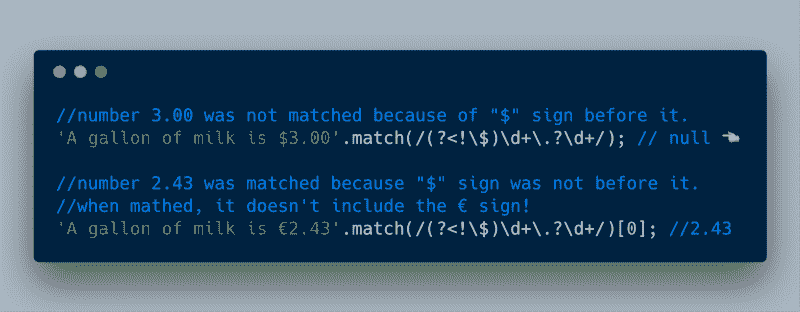 //number 3.00 was not matched because of "$" sign before it.
'A gallon of milk is $3.00'.match(/(?<!\$)\d+\.?\d+/); // null 👈
//number 2.43 was matched because "$" sign was not before it.
//when mathed, it doesn't include the € sign!
'A gallon of milk is €2.43'.match(/(?<!\$)\d+\.?\d+/)[0]; //2.43